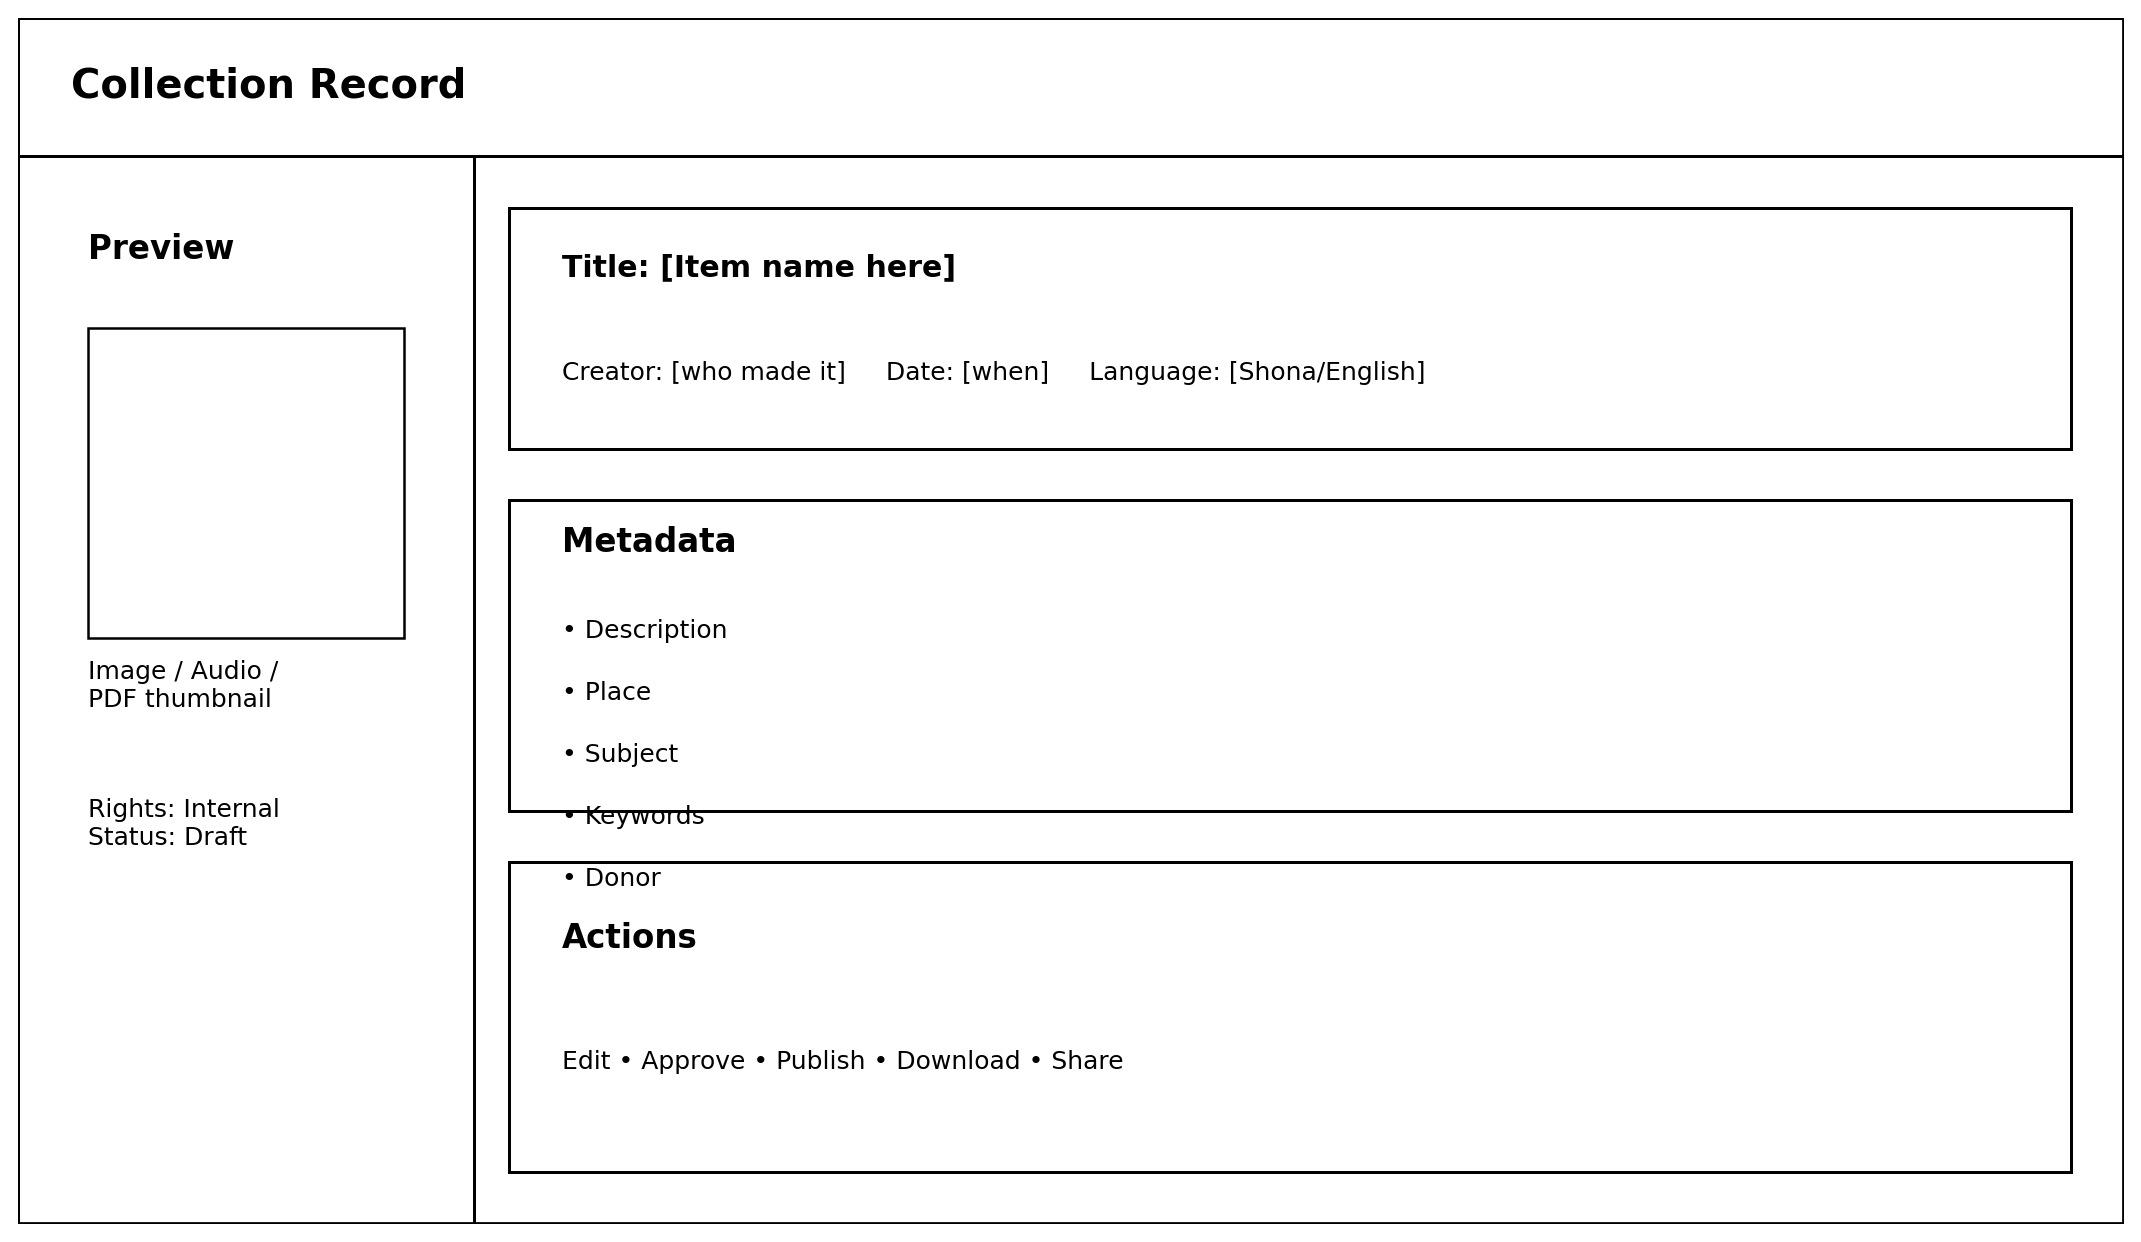 Collection Record
Preview
Image / Audio /
PDF thumbnail
Rights: Internal
Status: Draft
Title: [Item name here]
Creator: [who made it]     Date: [when]     Language: [Shona/English]
Metadata
• Description
• Place
• Subject
• Keywords
• Donor
Actions
Edit • Approve • Publish • Download • Share